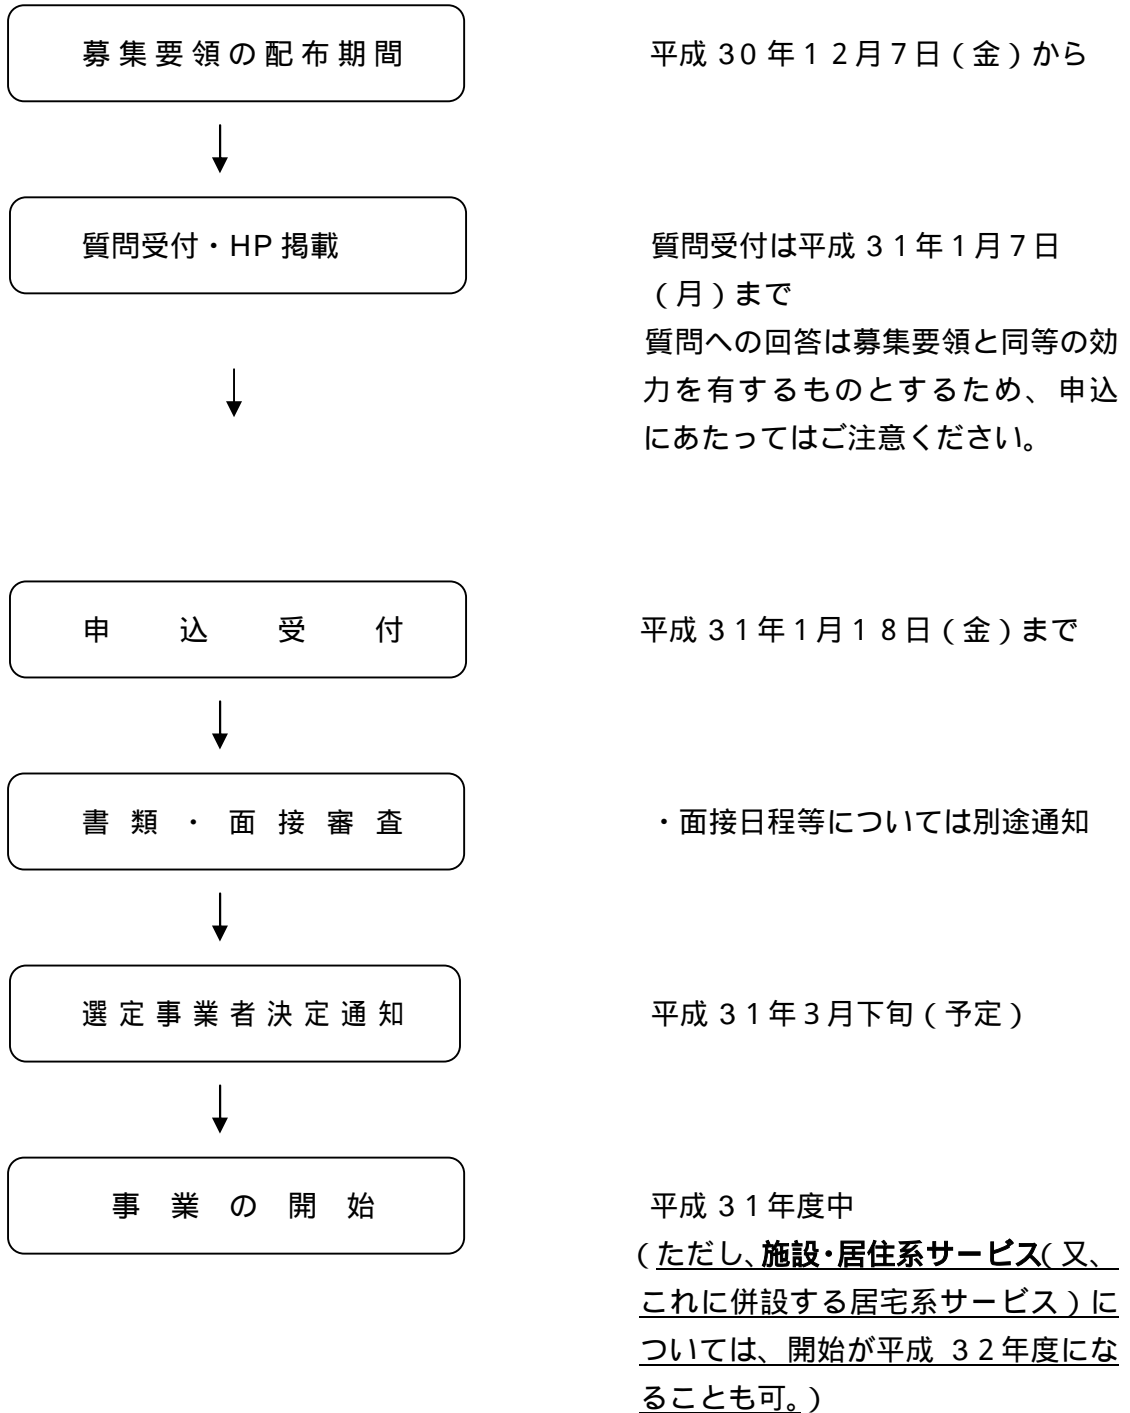 募集要領の配布期間
平成 30 年１２月７日（金）から
質問受付・HP 掲載
質問受付は平成 ３１年１月７日
（月）まで
質問への回答は募集要領と同等の効
力を有するものとするため、申込
にあたってはご注意ください。
申込受付
平成 ３１年１月１８日（金）まで
書類・面接審査
・面接日程等については別途通知
選定事業者決定通知
平成 ３１年３月下旬（予定）
事業の開始
平成 ３１年度中
（ただし、施設・居住系サービス（又、
これに併設する居宅系サービス）に
ついては、開始が平成 ３２年度にな
ることも可。）